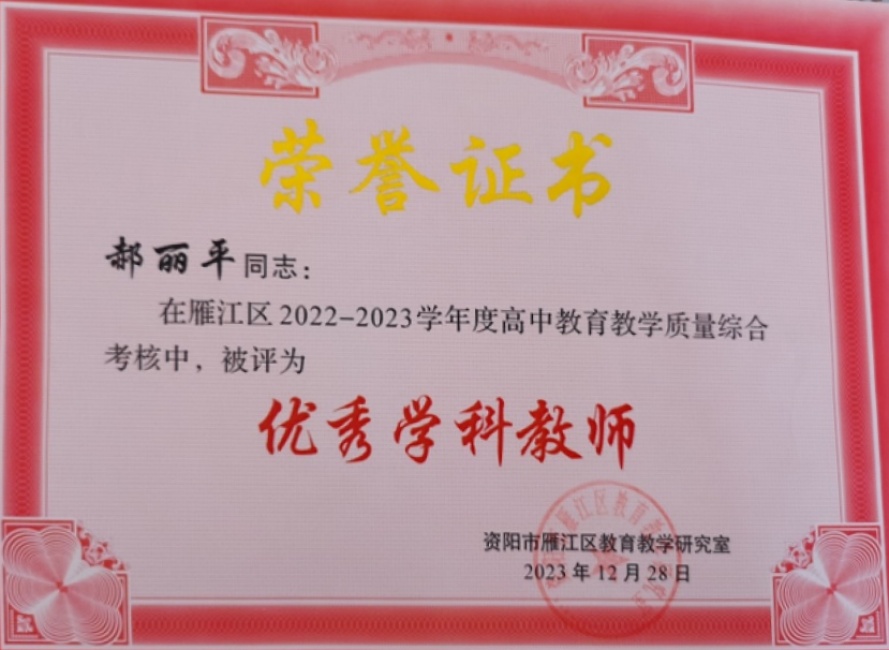 荣誉证书
郝丽平同志：
在雁江区2022-2023学年度高中教育教学质量综合
考核中，被评为
优秀学科教师
资阳市雁江区教育教学研究室
2023年12月28日